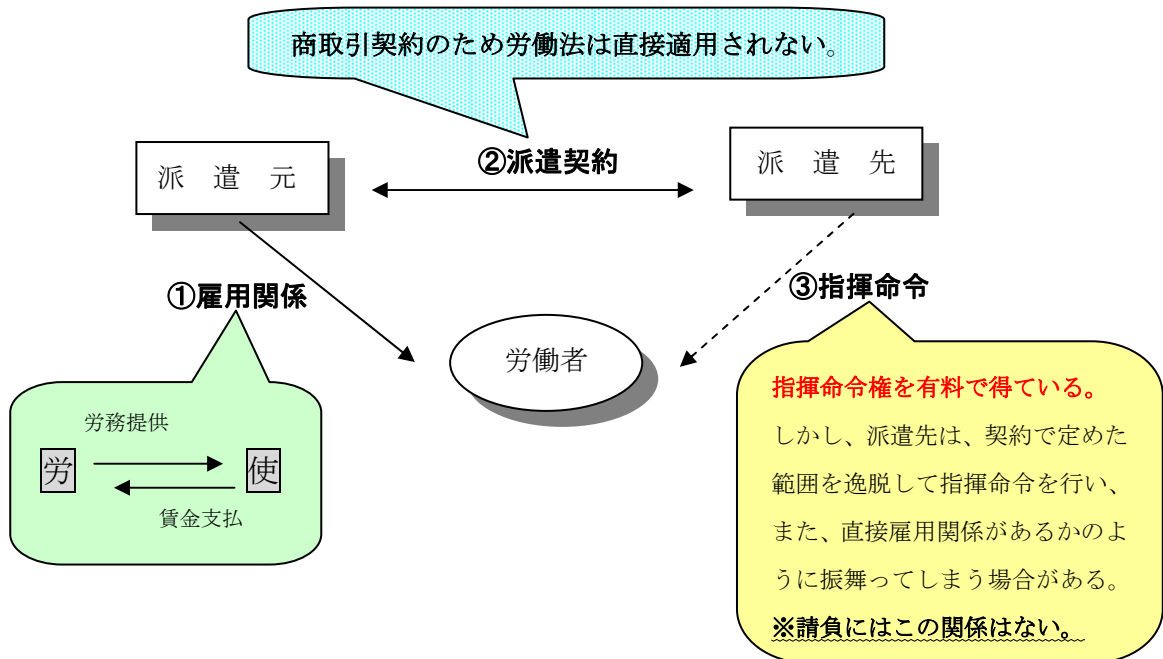 商取引契約のため労働法は直接適用されない。
派 遣 元
②派遣契約
派 遣 先
①雇用関係
③指揮命令
労働者
労務提供
労
使
賃金支払
指揮命令権を有料で得ている。
しかし、派遣先は、契約で定めた
範囲を逸脱して指揮命令を行い、
また、直接雇用関係があるかのよ
うに振舞ってしまう場合がある。
※請負にはこの関係はない。